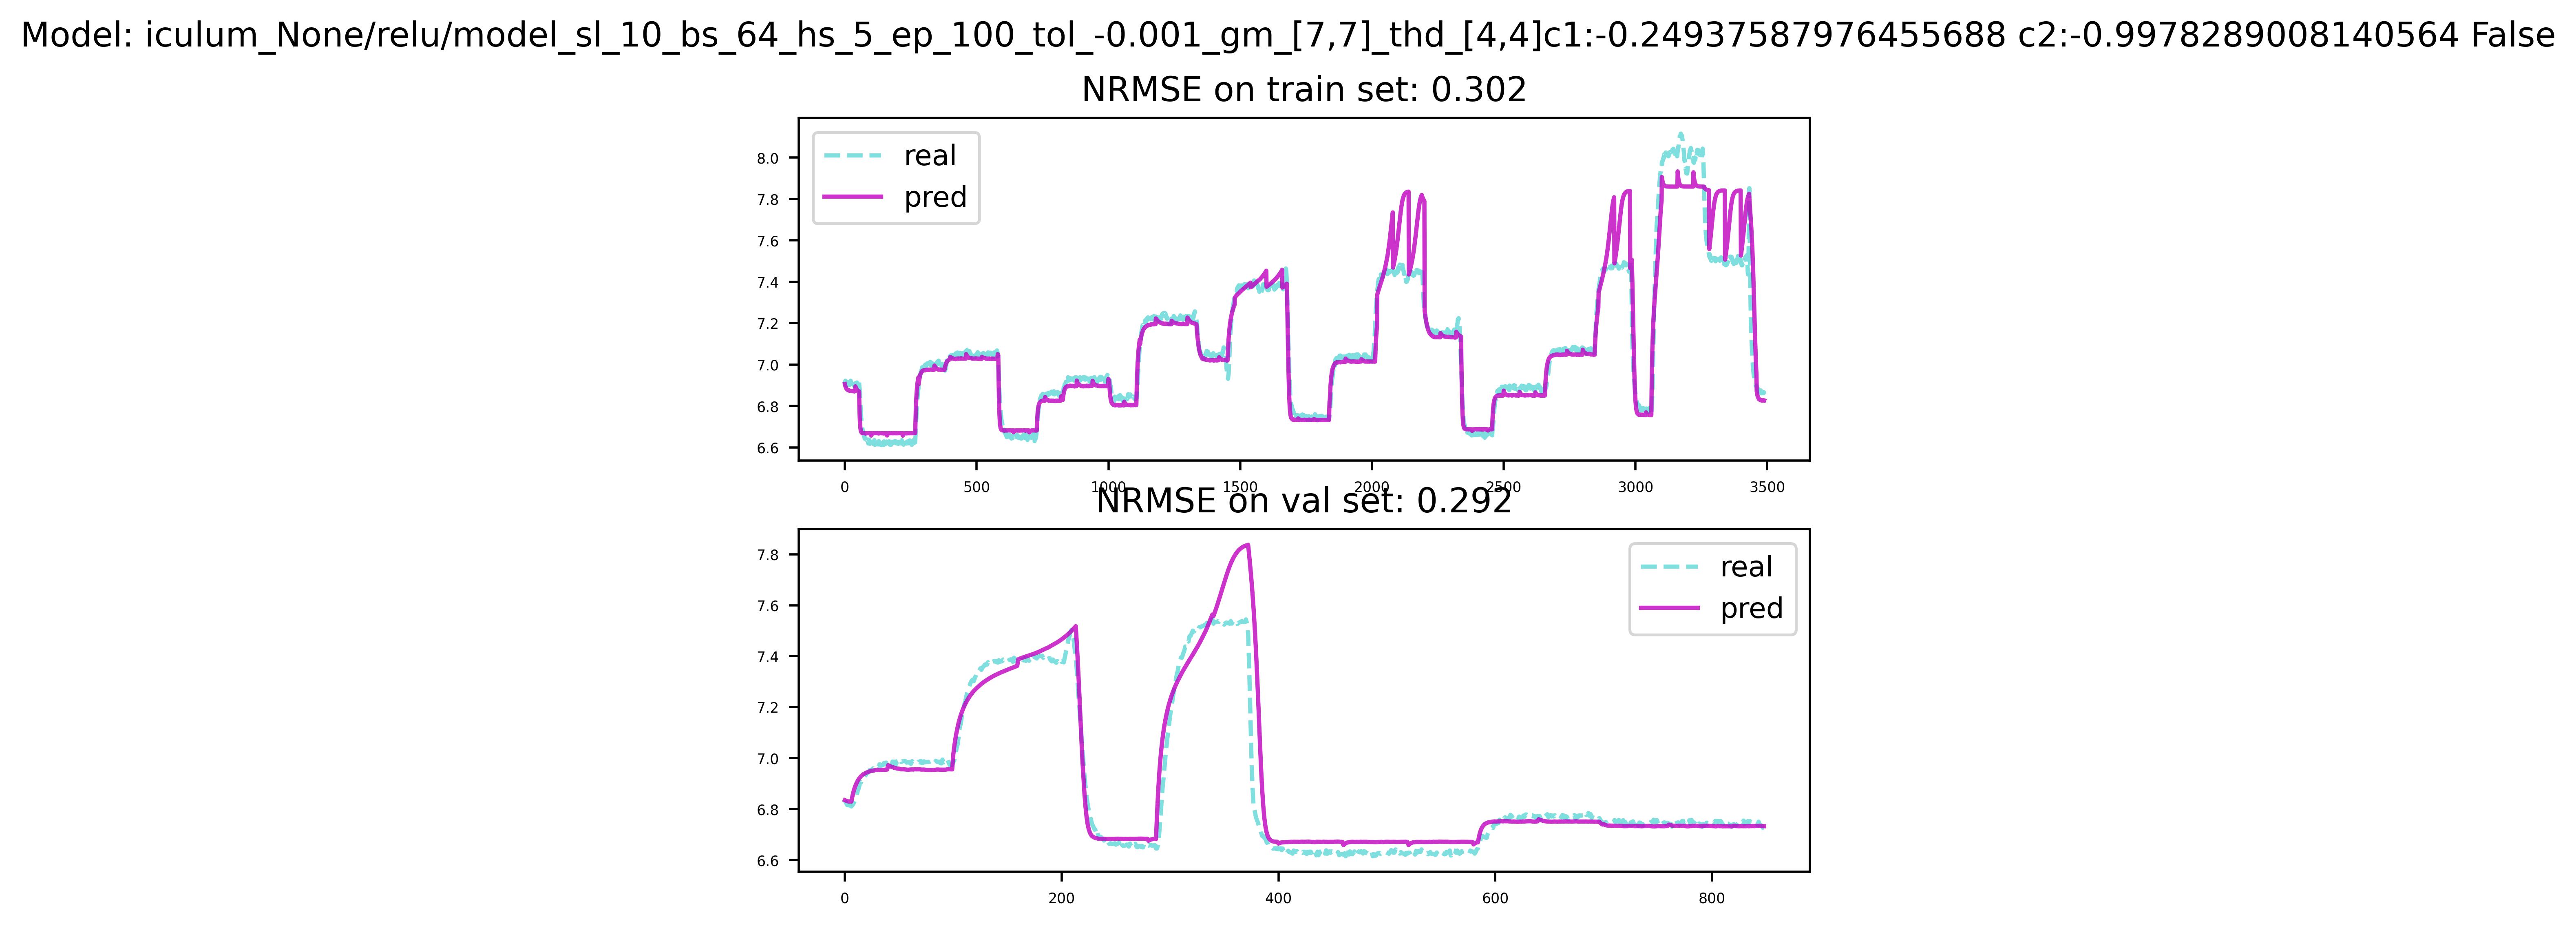 Model: iculum_None/relu/model_sl_10_bs_64_hs_5_ep_100_tol_-0.001_gm_[7,7]_thd_[4,4]c1:-0.24937587976455688 c2:-0.9978289008140564 False
NRMSE on train set: 0.302
real
pred
8.0
7.8
7.6
7.4
7.2
7.0
6.8
6.6
0 500 1000 1500 2000 2500 3000 3500
NRMSE on val set: 0.292
real
pred
7.8
7.6
7.4
7.2
7.0
6.8
6.6
0 200 400 600 800